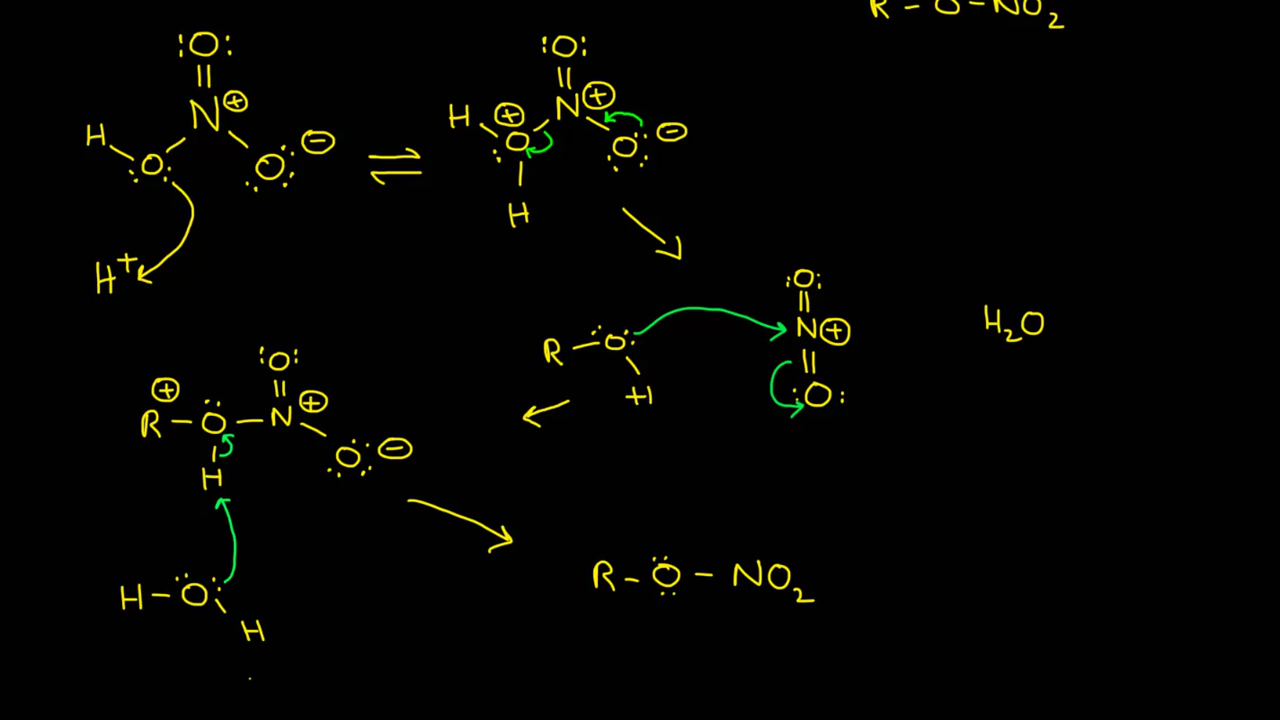 R - O - NO2
:O:
:O:
N +
H + N +
H O O -
O O -
H
H+
:O:
N + H2O
R O:
:O: H
:O:
+ N +
R - O - N +
O -
H
R - O - NO2
H - O:
H